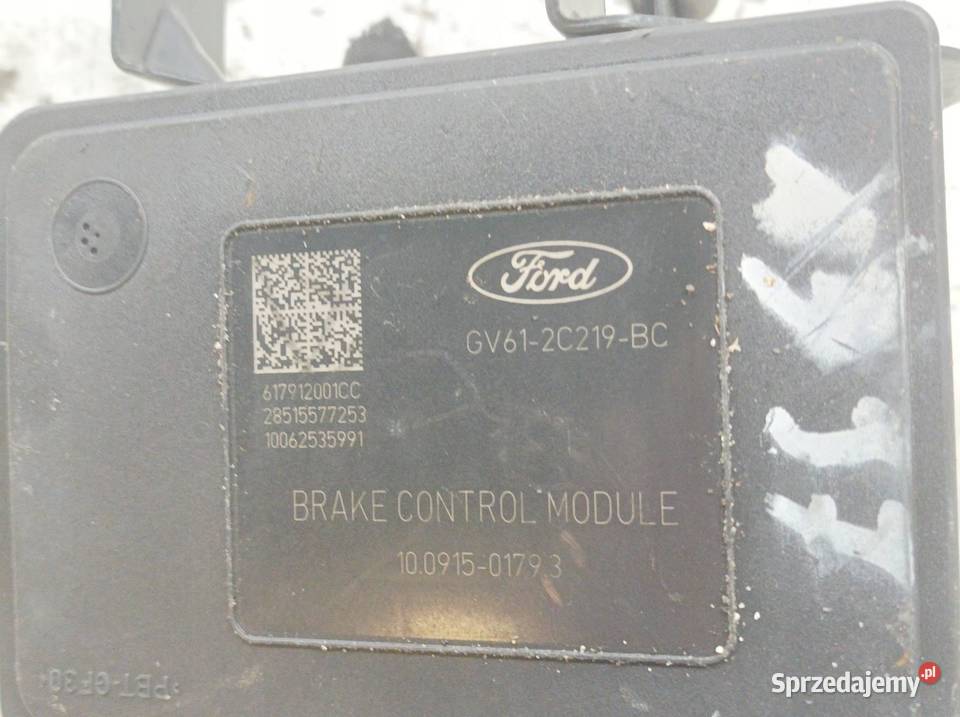 Ford
GV61-2C219-BC
617912001CC
28515577253
10062535991
BRAKE CONTROL MODULE
10.0915-0179.3
>PBT-GF30<
Sprzedajemy.pl